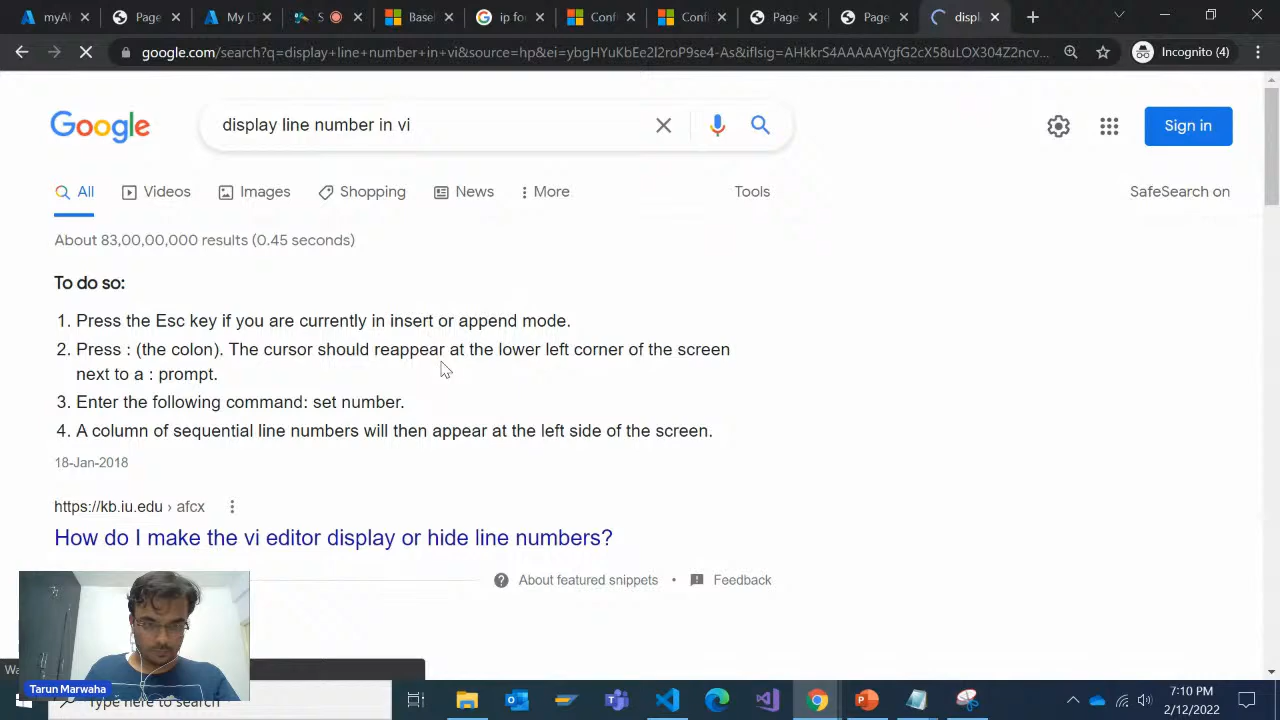 myA
Page
My D
S
Basel
ip for
Conf
Conf
Page
Page
displ
google.com/search?q=display+line+number+in+vi&source=hp&ei=ybgHYuKbEe2l2roP9se4-As&iflsig=AHkkrS4AAAAAYgfG2cX58uLOX304Z2ncv...
Incognito (4)
Google
display line number in vi
Sign in
All
Videos
Images
Shopping
News
More
Tools
SafeSearch on
About 83,00,00,000 results (0.45 seconds)
To do so:
1. Press the Esc key if you are currently in insert or append mode.
2. Press : (the colon). The cursor should reappear at the lower left corner of the screen
next to a : prompt.
3. Enter the following command: set number.
4. A column of sequential line numbers will then appear at the left side of the screen.
18-Jan-2018
https://kb.iu.edu › afcx
How do I make the vi editor display or hide line numbers?
About featured snippets
•
Feedback
Wa
Tarun Marwaha
Type here to search
7:10 PM
2/12/2022